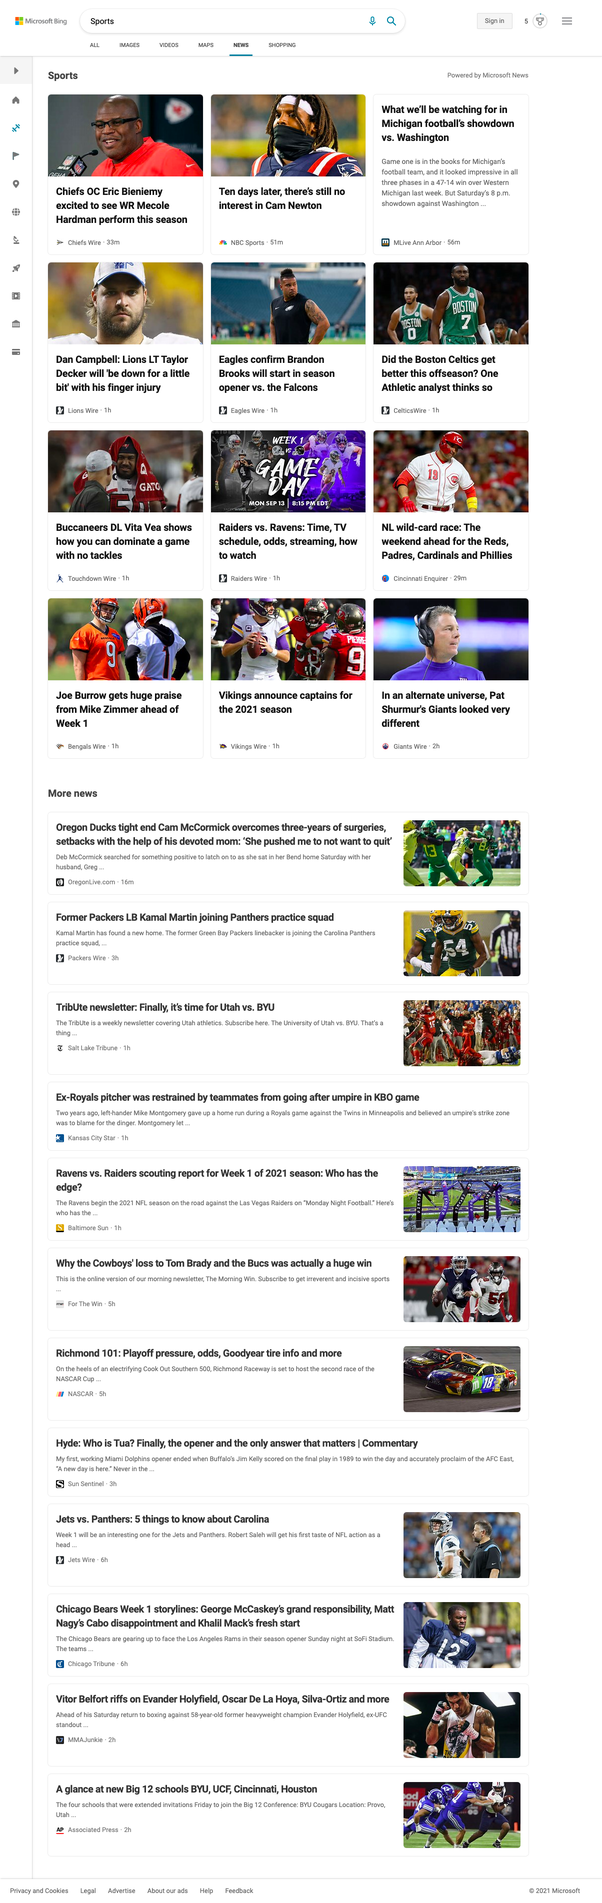 Microsoft Bing
Sports
Sign in
5
ALL
IMAGES
VIDEOS
MAPS
NEWS
SHOPPING
Sports
Powered by Microsoft News
Chiefs OC Eric Bieniemy
excited to see WR Mecole
Hardman perform this season
Chiefs Wire · 33m
Ten days later, there's still no
interest in Cam Newton
NBC Sports · 51m
What we'll be watching for in
Michigan football's showdown
vs. Washington
Game one is in the books for Michigan's
football team, and it looked impressive in all
three phases in a 47-14 win over Western
Michigan last week. But Saturday's 8 p.m.
showdown against Washington ...
MLive Ann Arbor · 56m
BOSTON
0
BOSTON
7
Dan Campbell: Lions LT Taylor
Decker will 'be down for a little
bit' with his finger injury
Lions Wire · 1h
Eagles confirm Brandon
Brooks will start in season
opener vs. the Falcons
Eagles Wire · 1h
Did the Boston Celtics get
better this offseason? One
Athletic analyst thinks so
CelticsWire · 1h
WEEK 1
VS
GAME
DAY
MON SEP 13 | 8:15 PM EDT
Buccaneers DL Vita Vea shows
how you can dominate a game
with no tackles
Touchdown Wire · 1h
Raiders vs. Ravens: Time, TV
schedule, odds, streaming, how
to watch
Raiders Wire · 1h
NL wild-card race: The
weekend ahead for the Reds,
Padres, Cardinals and Phillies
Cincinnati Enquirer · 29m
9
9
Joe Burrow gets huge praise
from Mike Zimmer ahead of
Week 1
Bengals Wire · 1h
Vikings announce captains for
the 2021 season
Vikings Wire · 1h
In an alternate universe, Pat
Shurmur's Giants looked very
different
Giants Wire · 2h
More news
Oregon Ducks tight end Cam McCormick overcomes three-years of surgeries,
setbacks with the help of his devoted mom: 'She pushed me to not want to quit'
Deb McCormick searched for something positive to latch on to as she sat in her Bend home Saturday with her
husband, Greg ...
OregonLive.com · 16m
13
84
Former Packers LB Kamal Martin joining Panthers practice squad
Kamal Martin has found a new home. The former Green Bay Packers linebacker is joining the Carolina Panthers
practice squad, ...
Packers Wire · 3h
54
TribUte newsletter: Finally, it's time for Utah vs. BYU
The TribUte is a weekly newsletter covering Utah athletics. Subscribe here. The University of Utah vs. BYU. That's a
thing ...
Salt Lake Tribune · 1h
Ex-Royals pitcher was restrained by teammates from going after umpire in KBO game
Two years ago, left-hander Mike Montgomery gave up a home run during a Royals game against the Twins in Minneapolis and believed an umpire's strike zone
was to blame for the dinger. Montgomery let ...
Kansas City Star · 1h
Ravens vs. Raiders scouting report for Week 1 of 2021 season: Who has the
edge?
The Ravens begin the 2021 NFL season on the road against the Las Vegas Raiders on "Monday Night Football." Here's
who has the ...
Baltimore Sun · 1h
Why the Cowboys' loss to Tom Brady and the Bucs was actually a huge win
This is the online version of our morning newsletter, The Morning Win. Subscribe to get irreverent and incisive sports
...
For The Win · 5h
4
Richmond 101: Playoff pressure, odds, Goodyear tire info and more
On the heels of an electrifying Cook Out Southern 500, Richmond Raceway is set to host the second race of the
NASCAR Cup ...
NASCAR · 5h
18
Hyde: Who is Tua? Finally, the opener and the only answer that matters | Commentary
My first, working Miami Dolphins opener ended when Buffalo's Jim Kelly scored on the final play in 1989 to win the day and accurately proclaim of the AFC East,
"A new day is here." Never in the ...
Sun Sentinel · 3h
Jets vs. Panthers: 5 things to know about Carolina
Week 1 will be an interesting one for the Jets and Panthers. Robert Saleh will get his first taste of NFL action as a
head ...
Jets Wire · 6h
Chicago Bears Week 1 storylines: George McCaskey's grand responsibility, Matt
Nagy's Cabo disappointment and Khalil Mack's fresh start
The Chicago Bears are gearing up to face the Los Angeles Rams in their season opener Sunday night at SoFi Stadium.
The teams ...
Chicago Tribune · 6h
12
Vitor Belfort riffs on Evander Holyfield, Oscar De La Hoya, Silva-Ortiz and more
Ahead of his Saturday return to boxing against 58-year-old former heavyweight champion Evander Holyfield, ex-UFC
standout ...
MMAJunkie · 2h
A glance at new Big 12 schools BYU, UCF, Cincinnati, Houston
The four schools that were extended invitations Friday to join the Big 12 Conference: BYU Cougars Location: Provo,
Utah ...
AP
Associated Press · 2h
Privacy and Cookies
Legal
Advertise
About our ads
Help
Feedback
© 2021 Microsoft